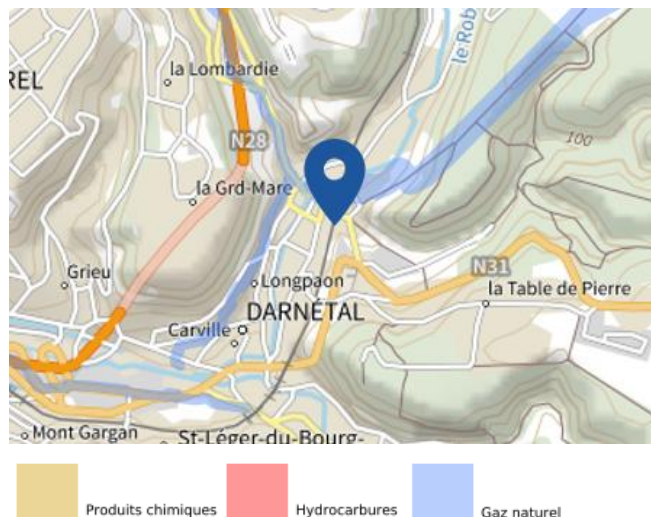 la Lombardie
REL
le Rob
N28
100
la Grd-Mare
Grieu
N31
Longpaon
la Table de Pierre
DARNÉTAL
Carville
Mont Gargan
St-Léger-du-Bourg-
Produits chimiques
Hydrocarbures
Gaz naturel